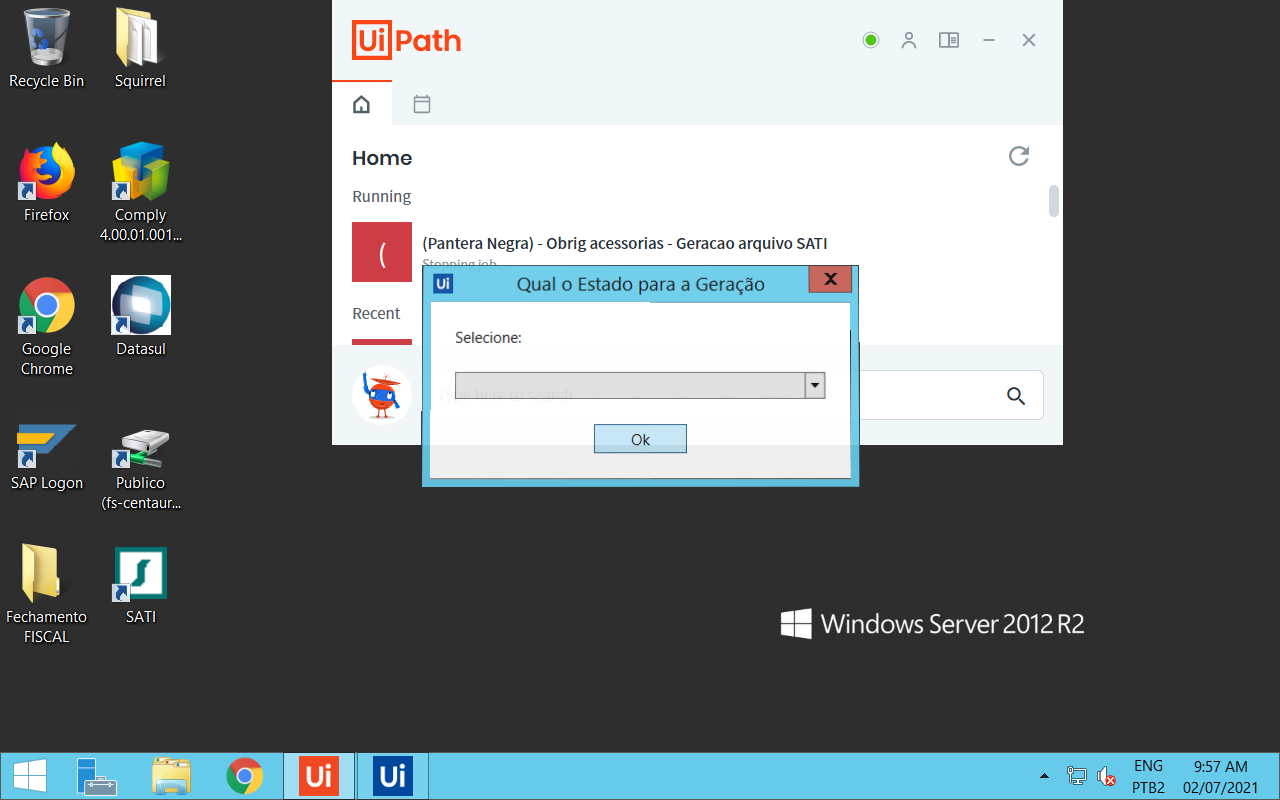 Recycle Bin
Squirrel
Firefox
Comply
4.00.01.001...
Google
Chrome
Datasul
SAP Logon
Publico
(fs-centaur...
Fechamento
FISCAL
SATI
Ui Path
Home
Running
(
(Pantera Negra) - Obrig acessorias - Geracao arquivo SATI
Stopping job...
Recent
Ui
Qual o Estado para a Geração
X
Selecione:
Type here to search
Ok
Windows Server 2012 R2
Ui
Ui
ENG
PTB2
9:57 AM
02/07/2021